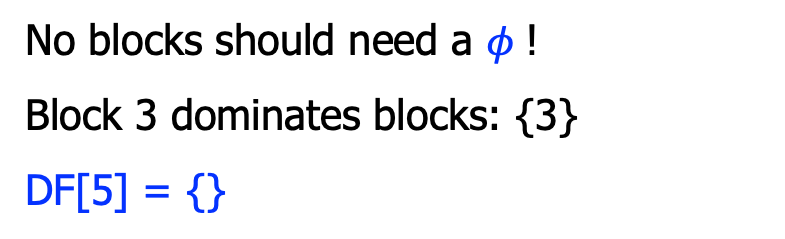 No blocks should need a ϕ !
Block 3 dominates blocks: {3}
DF[5] = {}